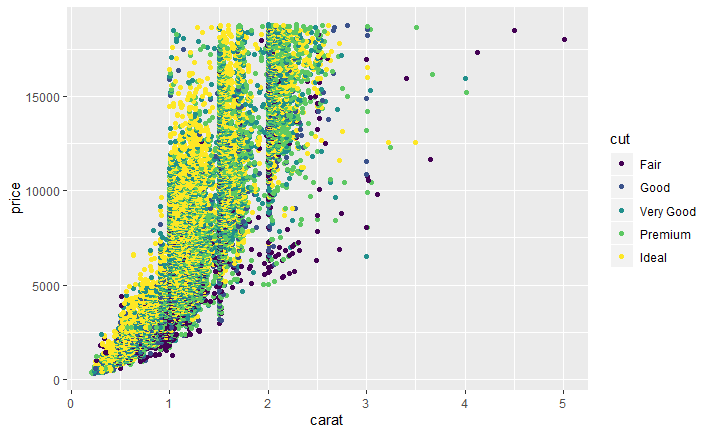 15000
10000
5000
0
price
0
1
2
3
4
5
carat
cut
Fair
Good
Very Good
Premium
Ideal